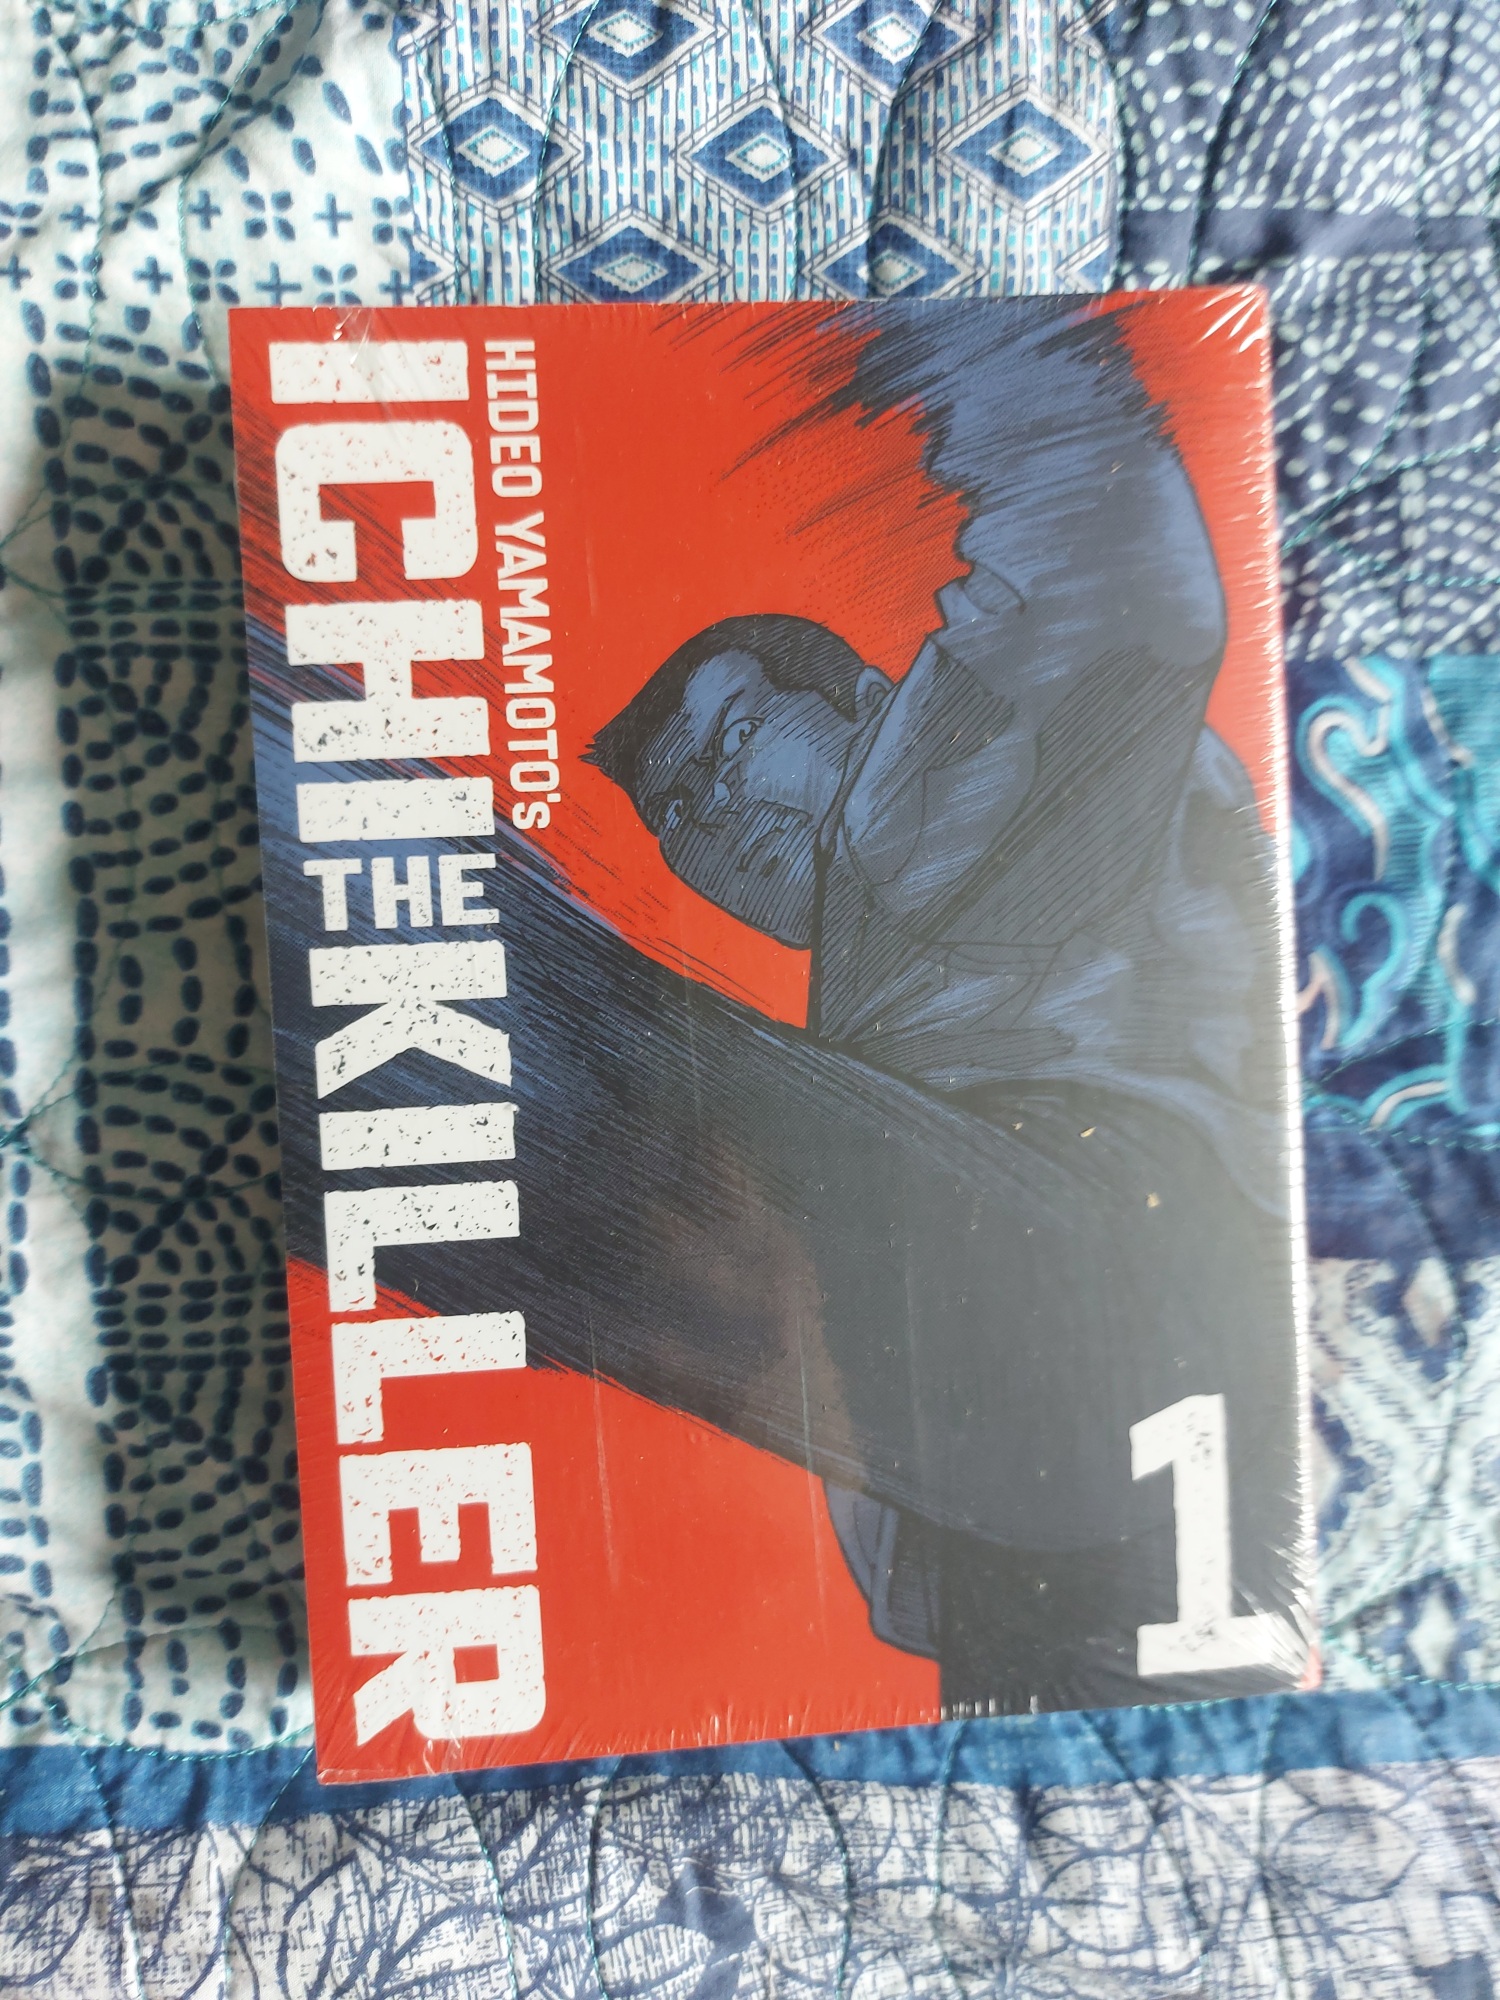 HIDEO YAMAMOTO'S
ICHI THE KILLER
1